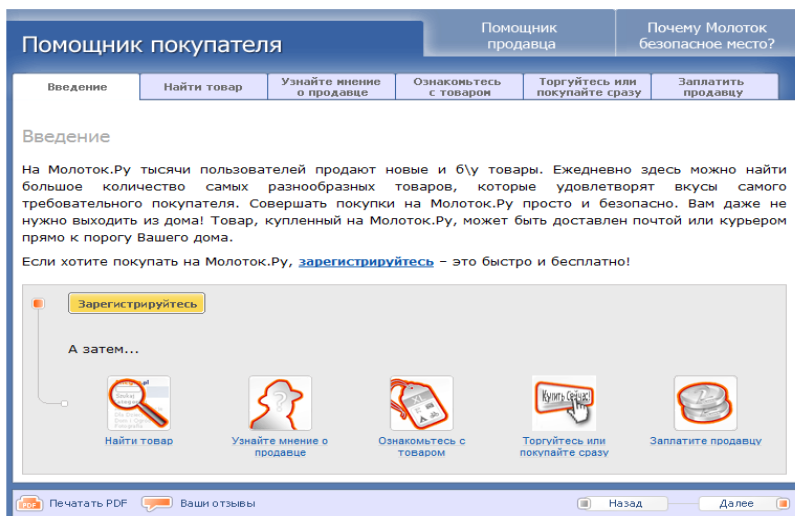 Помощник покупателя
Помощник
продавца
Почему Молоток
безопасное место?
Введение
Найти товар
Узнайте мнение
о продавце
Ознакомьтесь
с товаром
Торгуйтесь или
покупайте сразу
Заплатить
продавцу
Введение
На Молоток.Ру тысячи пользователей продают новые и б\у товары. Ежедневно здесь можно найти
большое количество самых разнообразных товаров, которые удовлетворят вкусы самого
требовательного покупателя. Совершать покупки на Молоток.Ру просто и безопасно. Вам даже не
нужно выходить из дома! Товар, купленный на Молоток.Ру, может быть доставлен почтой или курьером
прямо к порогу Вашего дома.
Если хотите покупать на Молоток.Ру, зарегистрируйтесь – это быстро и бесплатно!
Зарегистрируйтесь
А затем...
XL
Купить Сейчас!
Найти товар
Узнайте мнение о
продавце
Ознакомьтесь с
товаром
Торгуйтесь или
покупайте сразу
Заплатите продавцу
PDF
Печатать PDF
Ваши отзывы
Назад
Далее